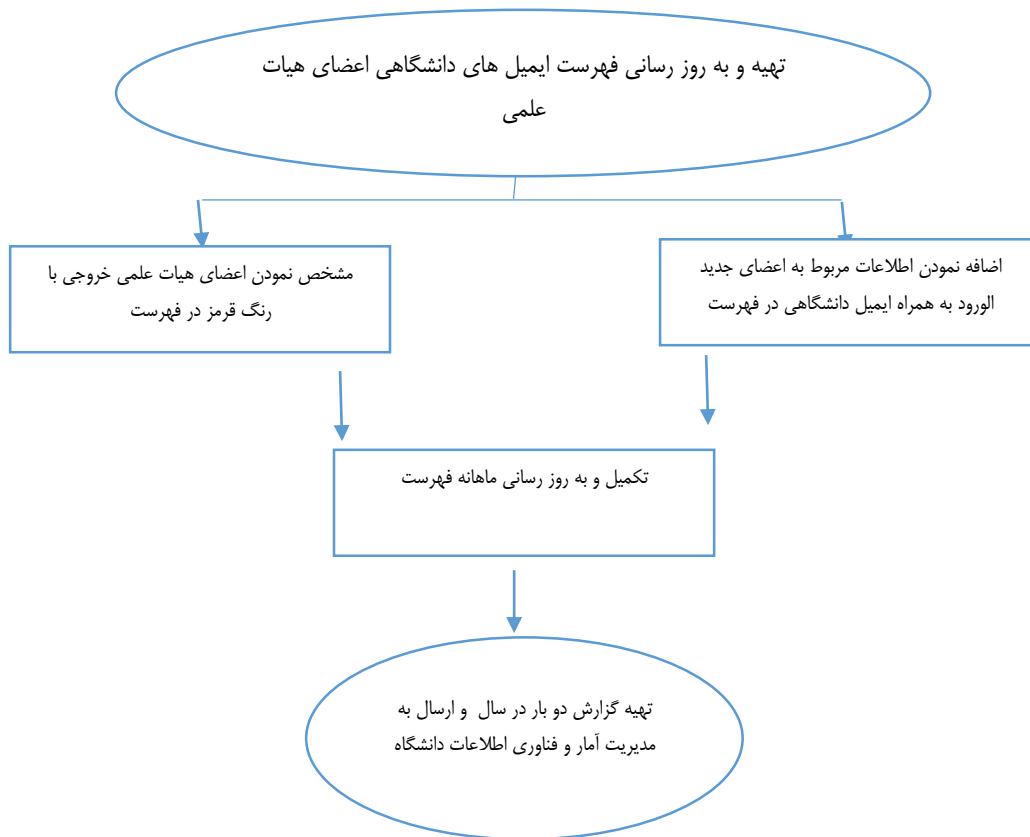 تهیه و به روز رسانی فهرست ایمیل های دانشگاهی اعضای هیات
علمی
اضافه نمودن اطلاعات مربوط به اعضای جدید
الورود به همراه ایمیل دانشگاهی در فهرست
مشخص نمودن اعضای هیات علمی خروجی با
رنگ قرمز در فهرست
تکمیل و به روز رسانی ماهانه فهرست
تهیه گزارش دو بار در سال و ارسال به
مدیریت آمار و فناوری اطلاعات دانشگاه